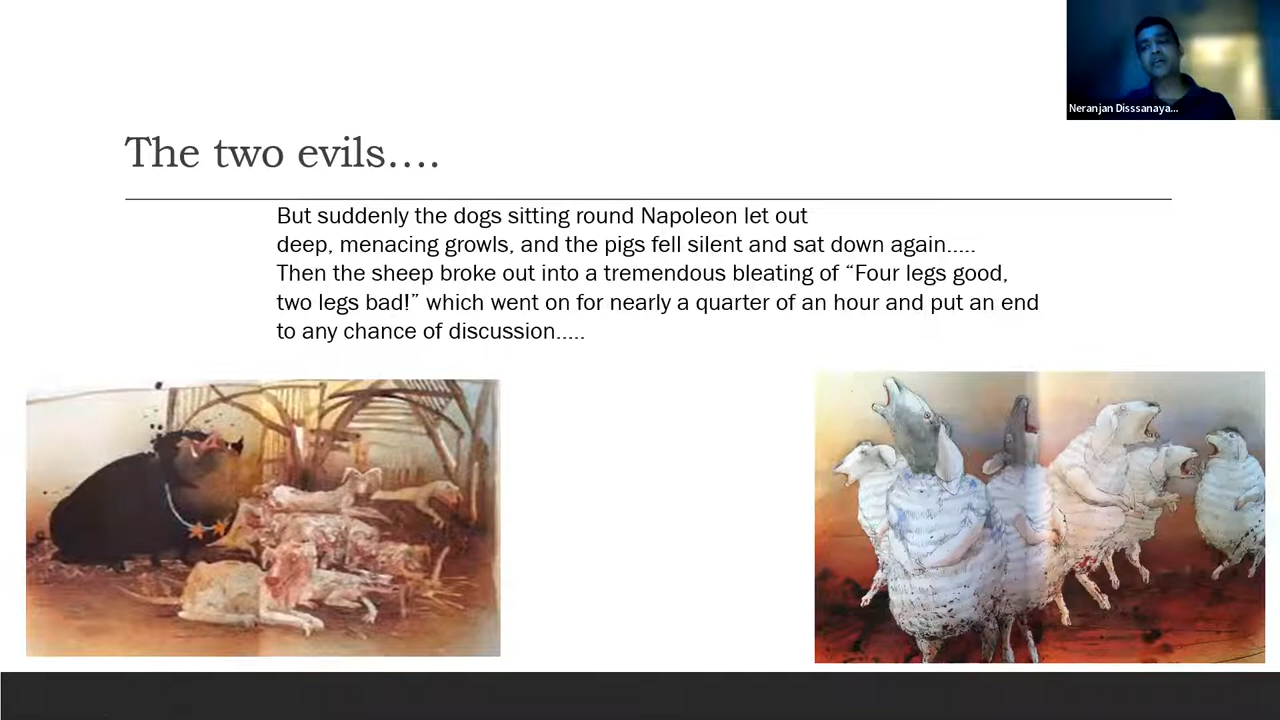 Neranjan Disssanaya...
The two evils....
But suddenly the dogs sitting round Napoleon let out
deep, menacing growls, and the pigs fell silent and sat down again.....
Then the sheep broke out into a tremendous bleating of “Four legs good,
two legs bad!” which went on for nearly a quarter of an hour and put an end
to any chance of discussion.....